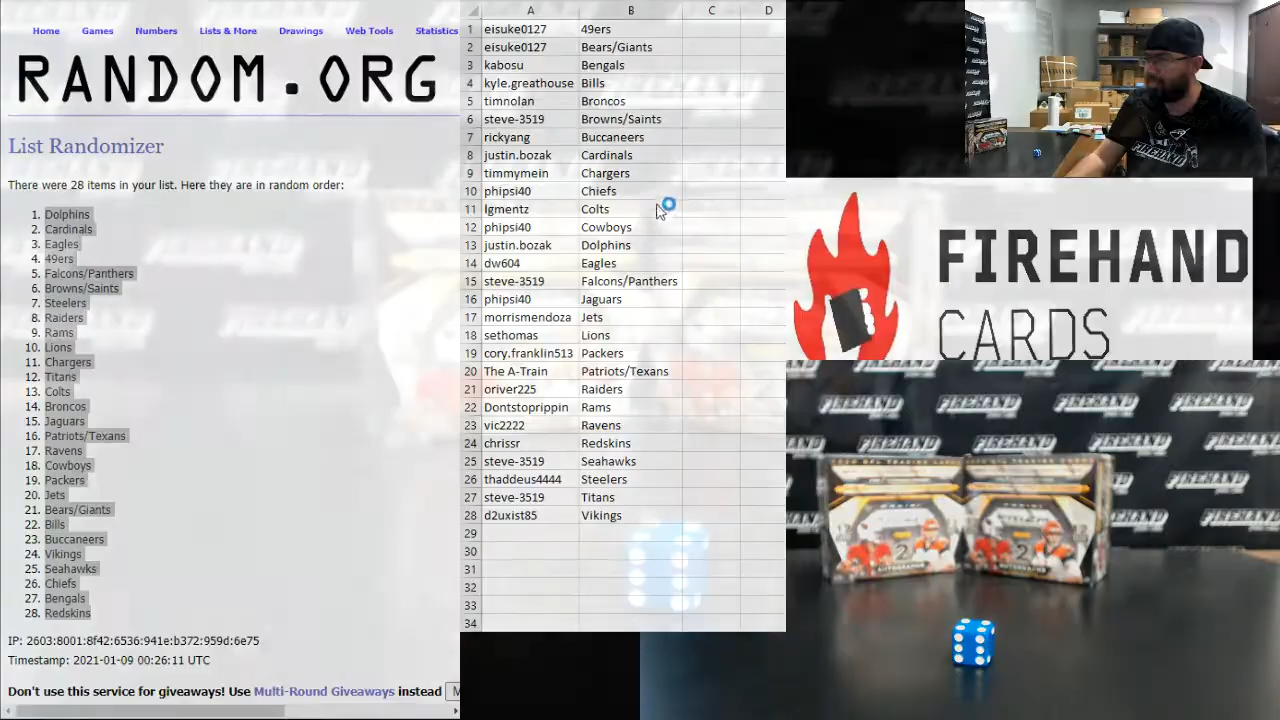 Home Games Numbers Lists & More Drawings Web Tools Statistics
RANDOM.ORG
List Randomizer
There were 28 items in your list. Here they are in random order:
1. Dolphins
2. Cardinals
3. Eagles
4. 49ers
5. Falcons/Panthers
6. Browns/Saints
7. Steelers
8. Raiders
9. Rams
10. Lions
11. Chargers
12. Titans
13. Colts
14. Broncos
15. Jaguars
16. Patriots/Texans
17. Ravens
18. Cowboys
19. Packers
20. Jets
21. Bears/Giants
22. Bills
23. Buccaneers
24. Vikings
25. Seahawks
26. Chiefs
27. Bengals
28. Redskins
IP: 2603:8001:8f42:6536:941e:b372:959d:6e75
Timestamp: 2021-01-09 00:26:11 UTC
Don't use this service for giveaways! Use Multi-Round Giveaways instead
A B C D
1 eisuke0127 49ers
2 eisuke0127 Bears/Giants
3 kabosu Bengals
4 kyle.greathouse Bills
5 timnolan Broncos
6 steve-3519 Browns/Saints
7 rickyang Buccaneers
8 justin.bozak Cardinals
9 timmymein Chargers
10 phipsi40 Chiefs
11 lgmentz Colts
12 phipsi40 Cowboys
13 justin.bozak Dolphins
14 dw604 Eagles
15 steve-3519 Falcons/Panthers
16 phipsi40 Jaguars
17 morrismendoza Jets
18 sethomas Lions
19 cory.franklin513 Packers
20 The A-Train Patriots/Texans
21 oriver225 Raiders
22 Dontstoprippin Rams
23 vic2222 Ravens
24 chrissr Redskins
25 steve-3519 Seahawks
26 thaddeus4444 Steelers
27 steve-3519 Titans
28 d2uxist85 Vikings
29
30
31
32
33
34
FIREHAND
CARDS
FIREHAND
FIREHAND
FIREHAND
PANINI
2
AUTOGRAPHS
PANINI
2
AUTOGRAPHS